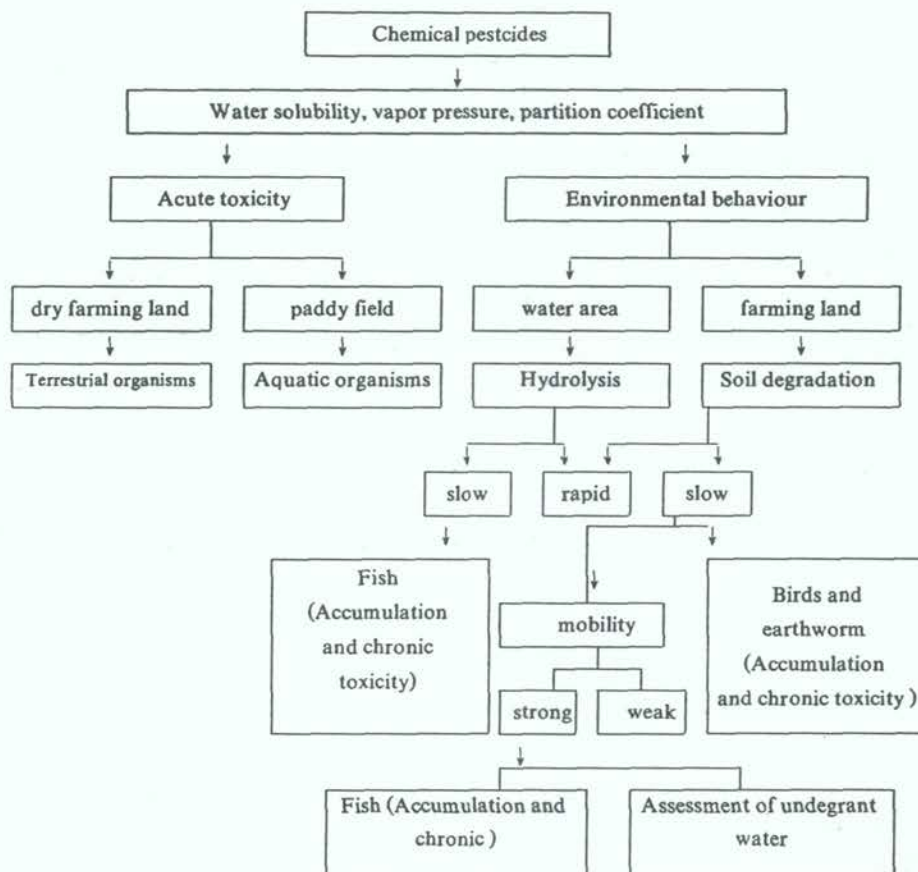 Chemical pestcides
Water solubility, vapor pressure, partition coefficient
Acute toxicity
Environmental behaviour
dry farming land
paddy field
water area
farming land
Terrestrial organisms
Aquatic organisms
Hydrolysis
Soil degradation
slow
rapid
slow
Fish
(Accumulation
and chronic
toxicity)
mobility
Birds and
earthworm
(Accumulation
and chronic toxicity )
strong
weak
Fish (Accumulation and
chronic )
Assessment of undegrant
water